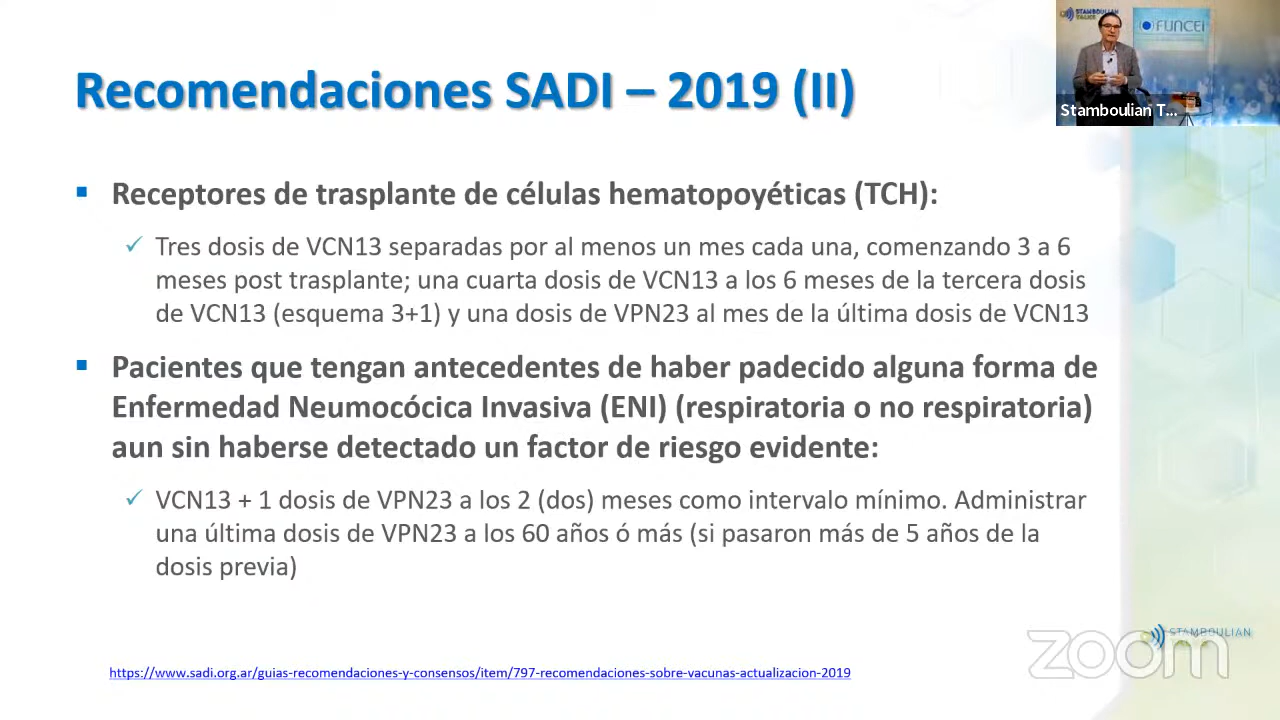 STAMBOULIAN
TALKS
FUNCEI
Stamboulian T...
Recomendaciones SADI – 2019 (II)
Receptores de trasplante de células hematopoyéticas (TCH):
Tres dosis de VCN13 separadas por al menos un mes cada una, comenzando 3 a 6
meses post trasplante; una cuarta dosis de VCN13 a los 6 meses de la tercera dosis
de VCN13 (esquema 3+1) y una dosis de VPN23 al mes de la última dosis de VCN13
Pacientes que tengan antecedentes de haber padecido alguna forma de
Enfermedad Neumocócica Invasiva (ENI) (respiratoria o no respiratoria)
aun sin haberse detectado un factor de riesgo evidente:
VCN13 + 1 dosis de VPN23 a los 2 (dos) meses como intervalo mínimo. Administrar
una última dosis de VPN23 a los 60 años ó más (si pasaron más de 5 años de la
dosis previa)
STAMBOULIAN
zoom
https://www.sadi.org.ar/guias-recomendaciones-y-consensos/item/797-recomendaciones-sobre-vacunas-actualizacion-2019